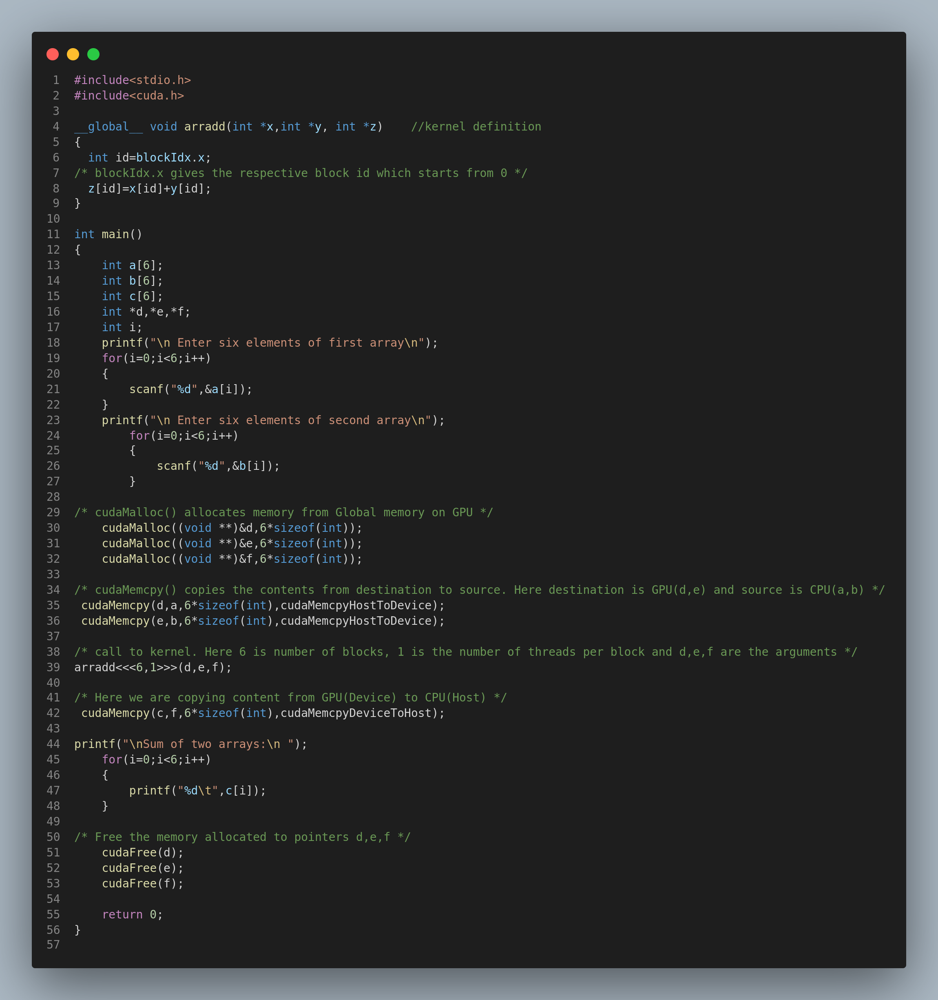 1 #include<stdio.h>
2 #include<cuda.h>
3
4 __global__ void arradd(int *x,int *y, int *z)    //kernel definition
5 {
6   int id=blockIdx.x;
7 /* blockIdx.x gives the respective block id which starts from 0 */
8   z[id]=x[id]+y[id];
9 }
10
11 int main()
12 {
13     int a[6];
14     int b[6];
15     int c[6];
16     int *d,*e,*f;
17     int i;
18     printf("\n Enter six elements of first array\n");
19     for(i=0;i<6;i++)
20     {
21         scanf("%d",&a[i]);
22     }
23     printf("\n Enter six elements of second array\n");
24         for(i=0;i<6;i++)
25         {
26             scanf("%d",&b[i]);
27         }
28
29 /* cudaMalloc() allocates memory from Global memory on GPU */
30     cudaMalloc((void **)&d,6*sizeof(int));
31     cudaMalloc((void **)&e,6*sizeof(int));
32     cudaMalloc((void **)&f,6*sizeof(int));
33
34 /* cudaMemcpy() copies the contents from destination to source. Here destination is GPU(d,e) and source is CPU(a,b) */
35  cudaMemcpy(d,a,6*sizeof(int),cudaMemcpyHostToDevice);
36  cudaMemcpy(e,b,6*sizeof(int),cudaMemcpyHostToDevice);
37
38 /* call to kernel. Here 6 is number of blocks, 1 is the number of threads per block and d,e,f are the arguments */
39 arradd<<<6,1>>>(d,e,f);
40
41 /* Here we are copying content from GPU(Device) to CPU(Host) */
42  cudaMemcpy(c,f,6*sizeof(int),cudaMemcpyDeviceToHost);
43
44 printf("\nSum of two arrays:\n ");
45     for(i=0;i<6;i++)
46     {
47         printf("%d\t",c[i]);
48     }
49
50 /* Free the memory allocated to pointers d,e,f */
51     cudaFree(d);
52     cudaFree(e);
53     cudaFree(f);
54
55     return 0;
56 }
57